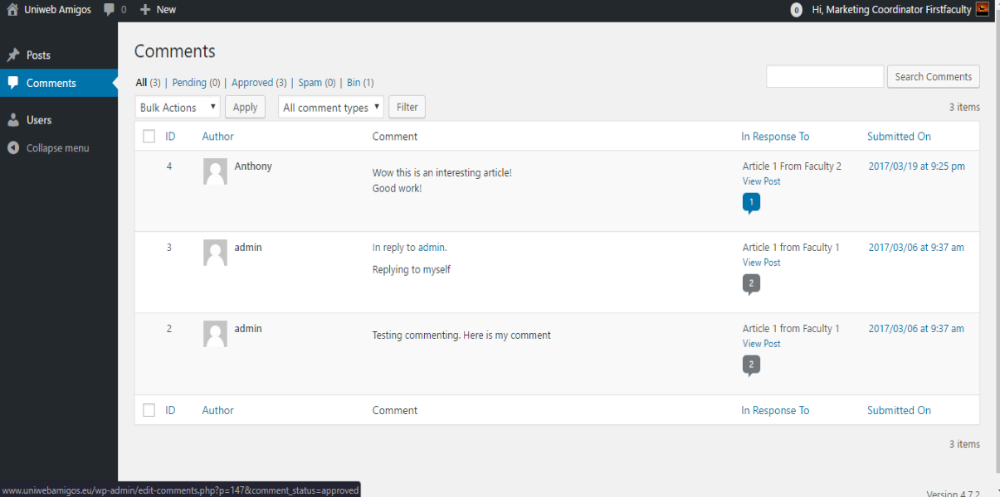 Uniweb Amigos 0 New 0 Hi, Marketing Coordinator Firstfaculty
Posts
Comments
Users
Collapse menu
Comments
All (3) | Pending (0) | Approved (3) | Spam (0) | Bin (1)
Search Comments
Bulk Actions Apply All comment types Filter 3 items
ID Author Comment In Response To Submitted On
4 Anthony Wow this is an interesting article! Article 1 From Faculty 2 2017/03/19 at 9:25 pm
Good work! View Post
1
3 admin In reply to admin. Article 1 from Faculty 1 2017/03/06 at 9:37 am
Replying to myself View Post
2
2 admin Testing commenting. Here is my comment Article 1 from Faculty 1 2017/03/06 at 9:37 am
View Post
2
ID Author Comment In Response To Submitted On
3 items
www.uniwebamigos.eu/wp-admin/edit-comments.php?p=147&comment_status=approved
Version 4.7.2